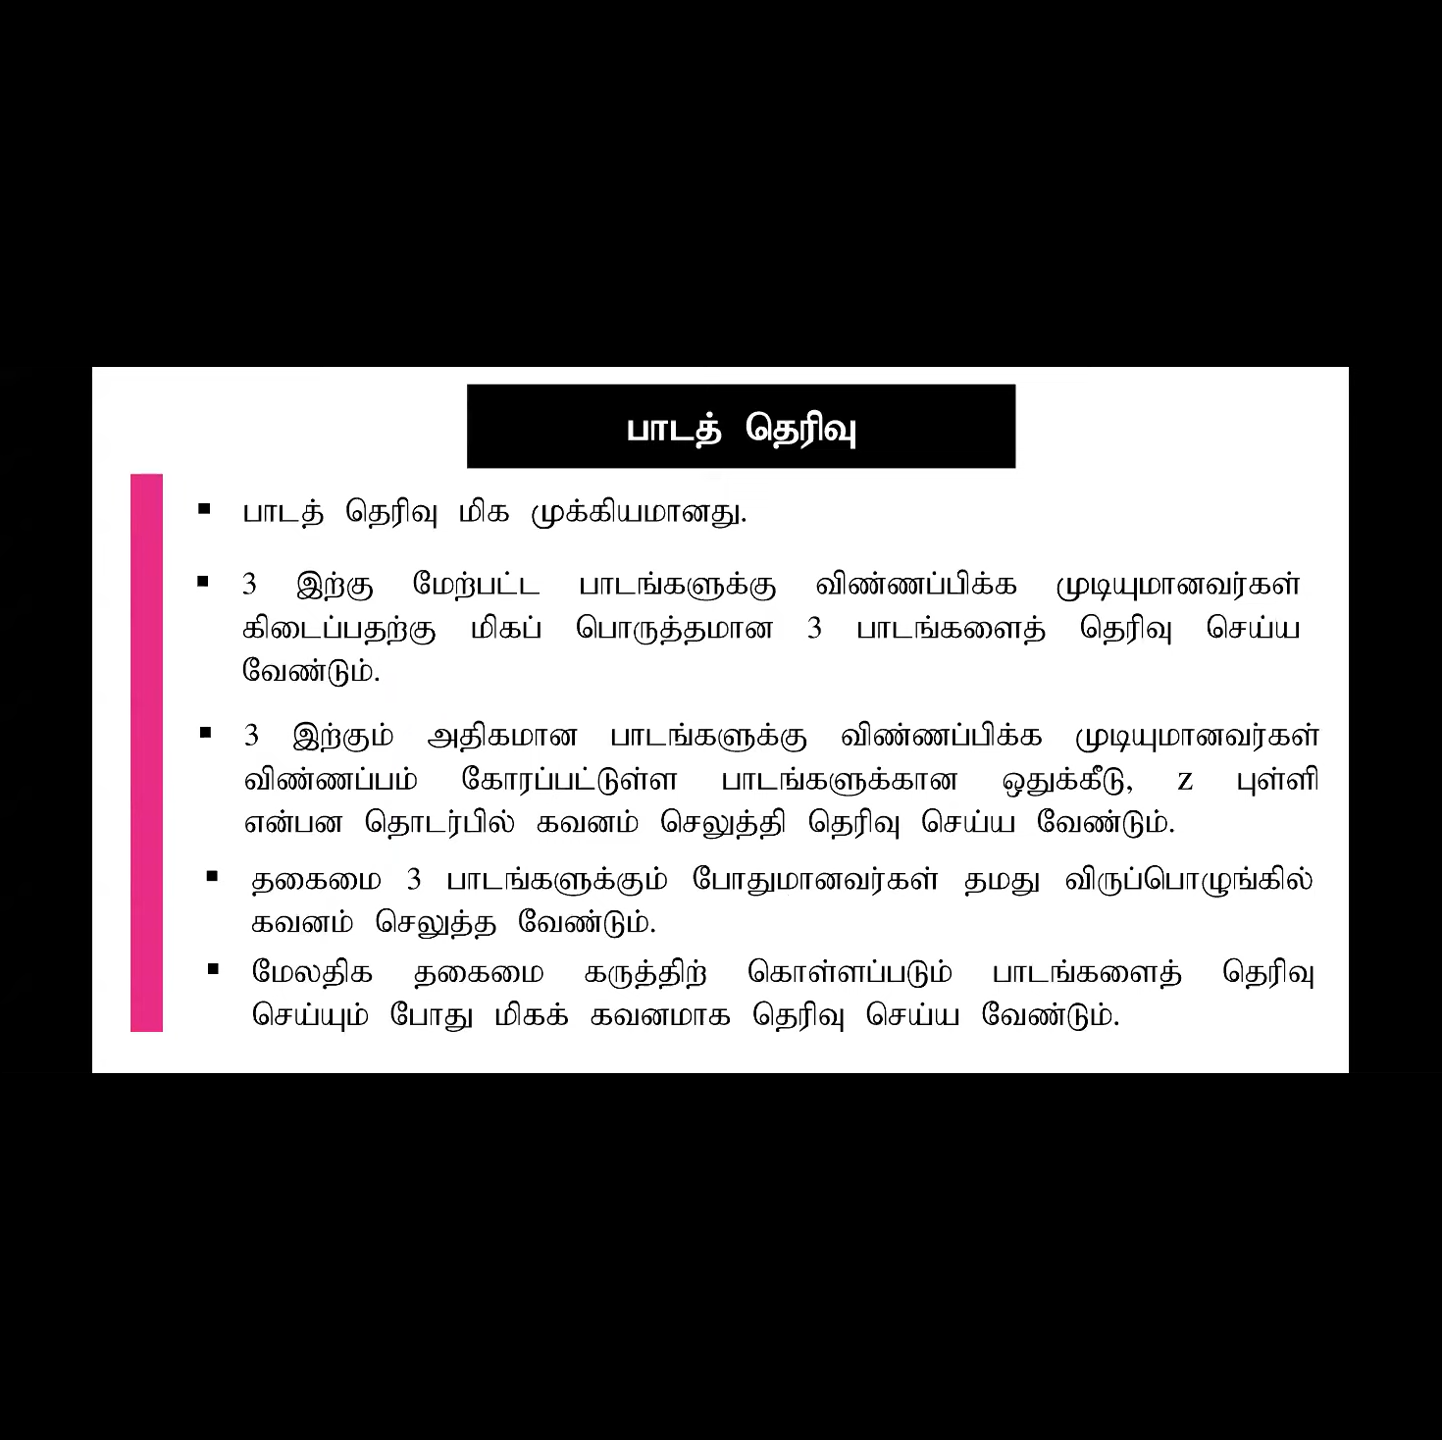 பாடத் தெரிவு
▪ பாடத் தெரிவு மிக முக்கியமானது.
▪ 3 இற்கு மேற்பட்ட பாடங்களுக்கு விண்ணப்பிக்க முடியுமானவர்கள்
கிடைப்பதற்கு மிகப் பொருத்தமான 3 பாடங்களைத் தெரிவு செய்ய
வேண்டும்.
▪ 3 இற்கும் அதிகமான பாடங்களுக்கு விண்ணப்பிக்க முடியுமானவர்கள்
விண்ணப்பம் கோரப்பட்டுள்ள பாடங்களுக்கான ஒதுக்கீடு, z புள்ளி
என்பன தொடர்பில் கவனம் செலுத்தி தெரிவு செய்ய வேண்டும்.
▪ தகைமை 3 பாடங்களுக்கும் போதுமானவர்கள் தமது விருப்பொழுங்கில்
கவனம் செலுத்த வேண்டும்.
▪ மேலதிக தகைமை கருத்திற் கொள்ளப்படும் பாடங்களைத் தெரிவு
செய்யும் போது மிகக் கவனமாக தெரிவு செய்ய வேண்டும்.